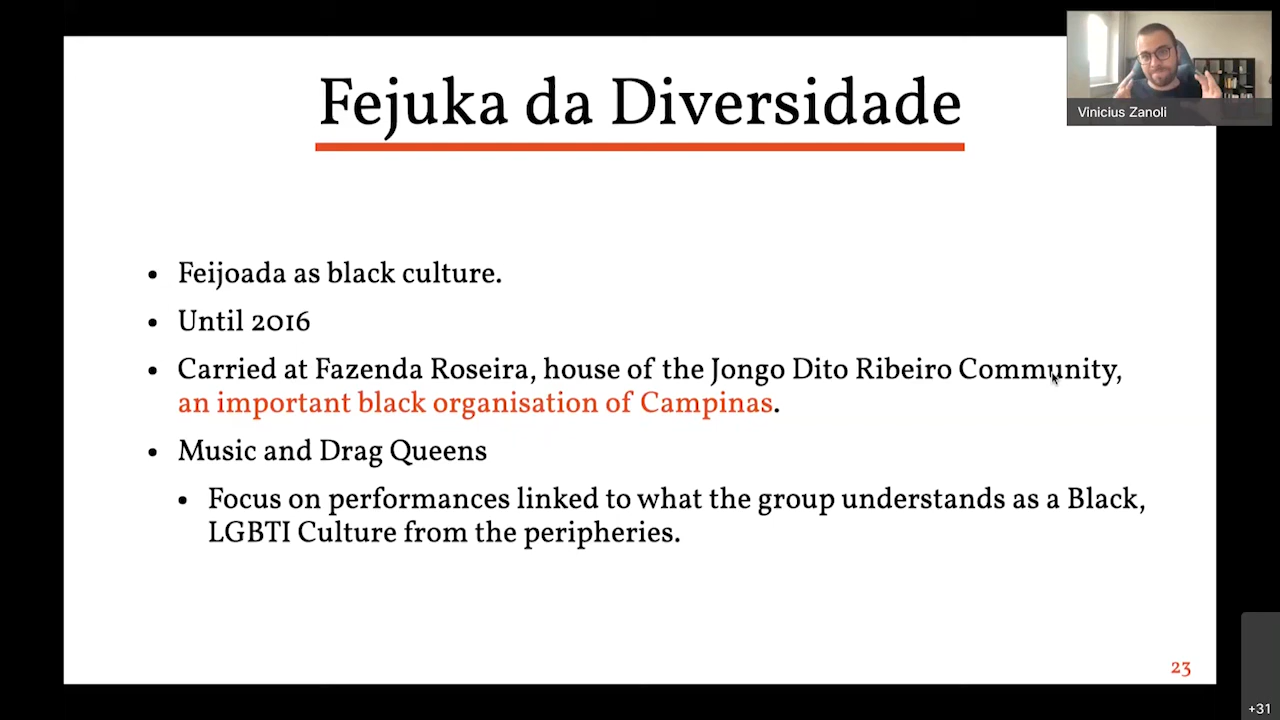 Fejuka da Diversidade
Vinicius Zanoli
• Feijoada as black culture.
• Until 2016
• Carried at Fazenda Roseira, house of the Jongo Dito Ribeiro Community,
an important black organisation of Campinas.
• Music and Drag Queens
• Focus on performances linked to what the group understands as a Black,
LGBTI Culture from the peripheries.
23
+31